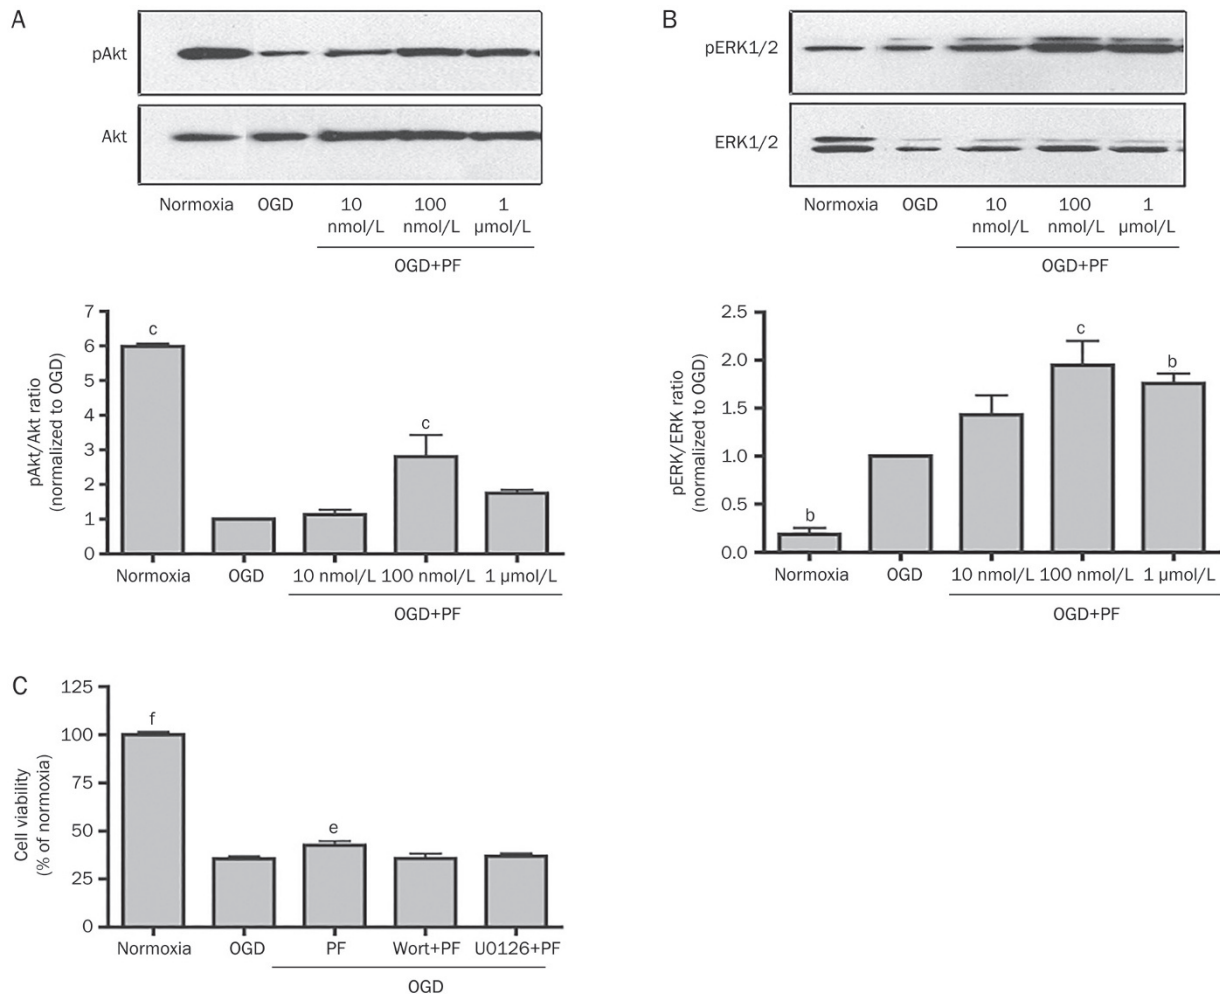 A
pAkt
Akt
Normoxia OGD 10 nmol/L 100 nmol/L 1 µmol/L
OGD+PF
7
6
5
4
3
2
1
0
pAkt/Akt ratio
(normalized to OGD)
c
c
Normoxia OGD 10 nmol/L 100 nmol/L 1 µmol/L
OGD+PF
B
pERK1/2
ERK1/2
Normoxia OGD 10 nmol/L 100 nmol/L 1 µmol/L
OGD+PF
2.5
2.0
1.5
1.0
0.5
0.0
pERK/ERK ratio
(normalized to OGD)
b
c
b
Normoxia OGD 10 nmol/L 100 nmol/L 1 µmol/L
OGD+PF
C
125
100
75
50
25
0
Cell viability
(% of normoxia)
f
e
Normoxia OGD PF Wort+PF U0126+PF
OGD